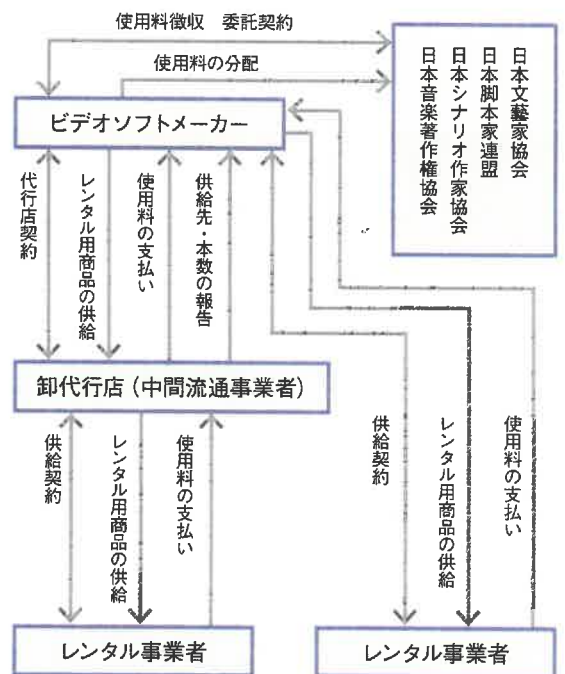 使用料徴収　委託契約
使用料の分配
日本文藝家協会
日本脚本家連盟
日本シナリオ作家協会
日本音楽著作権協会
ビデオソフトメーカー
代行店契約
レンタル用商品の供給
使用料の支払い
供給先・本数の報告
卸代行店（中間流通事業者）
供給契約
レンタル用商品の供給
使用料の支払い
供給契約
レンタル用商品の供給
使用料の支払い
レンタル事業者
レンタル事業者